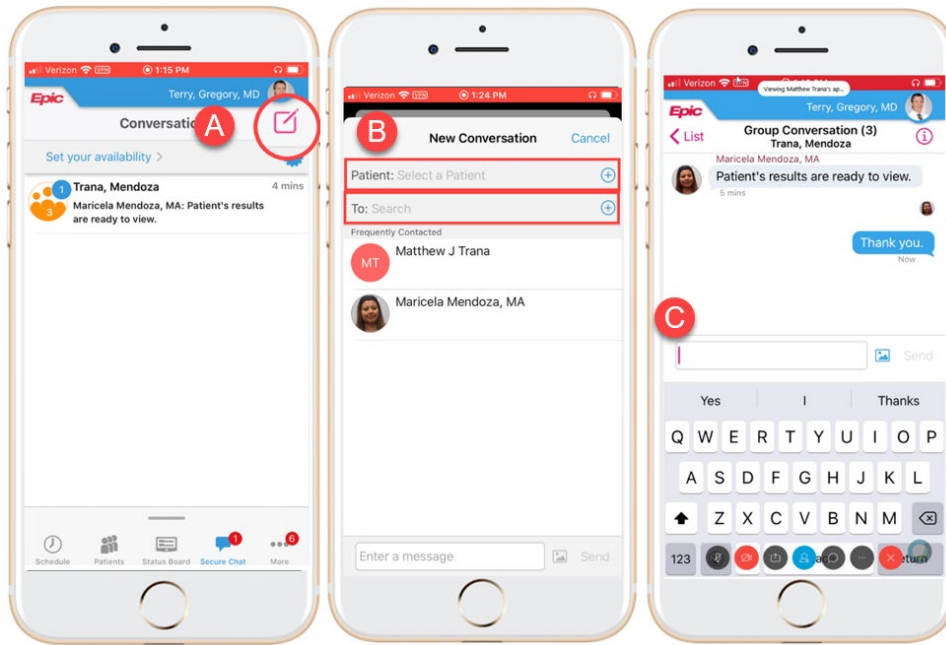 Verizon VPN 1:15 PM
Epic
Terry, Gregory, MD
Conversatio
A
Set your availability >
1
3
Trana, Mendoza
4 mins
Maricela Mendoza, MA: Patient's results
are ready to view.
1
6
Schedule
Patients
Status Board
Secure Chat
More
Verizon VPN 1:24 PM
B
New Conversation
Cancel
Patient: Select a Patient
To: Search
Frequently Contacted
MT
Matthew J Trana
Maricela Mendoza, MA
Enter a message
Send
Verizon
Viewing Matthew Trana's ap...
Epic
Terry, Gregory, MD
< List
Group Conversation (3)
Trana, Mendoza
Maricela Mendoza, MA
Patient's results are ready to view.
5 mins
Thank you.
Now
C
Send
Yes
I
Thanks
Q W E R T Y U I O P
A S D F G H J K L
Z X C V B N M
123